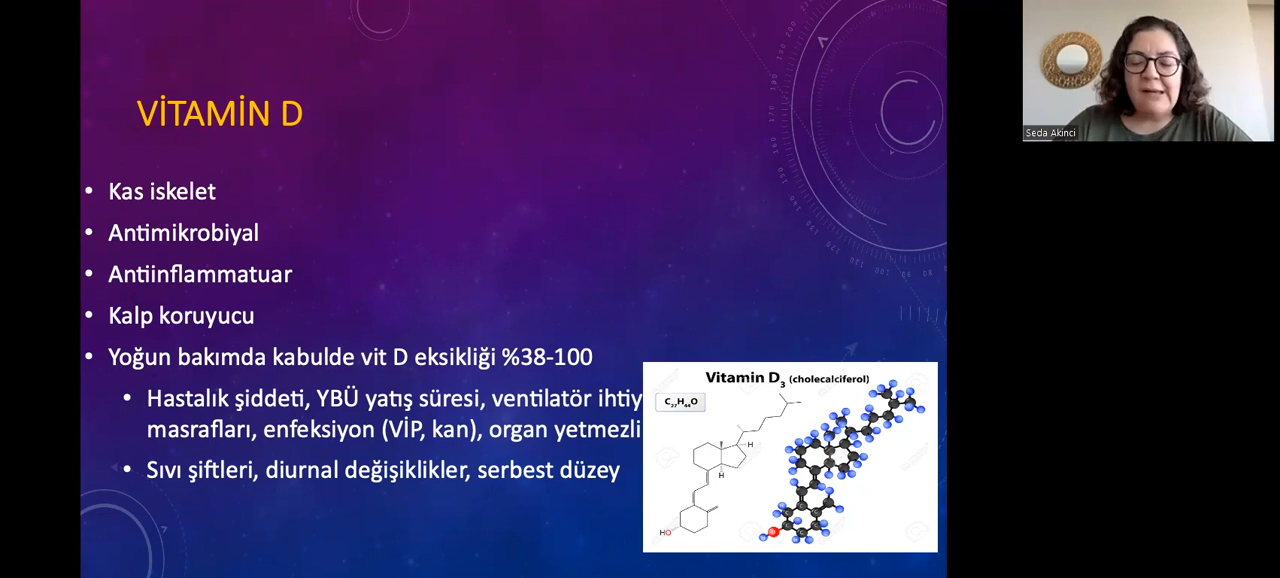 VİTAMİN D
• Kas iskelet
• Antimikrobiyal
• Antiinflammatuar
• Kalp koruyucu
• Yoğun bakımda kabulde vit D eksikliği %38-100
• Hastalık şiddeti, YBÜ yatış süresi, ventilatör ihtiy
masrafları, enfeksiyon (VİP, kan), organ yetmezli
• Sıvı şiftleri, diurnal değişiklikler, serbest düzey
Vitamin D₃ (cholecalciferol)
C₂₇H₄₄O
H
H
HO
Seda Akinci